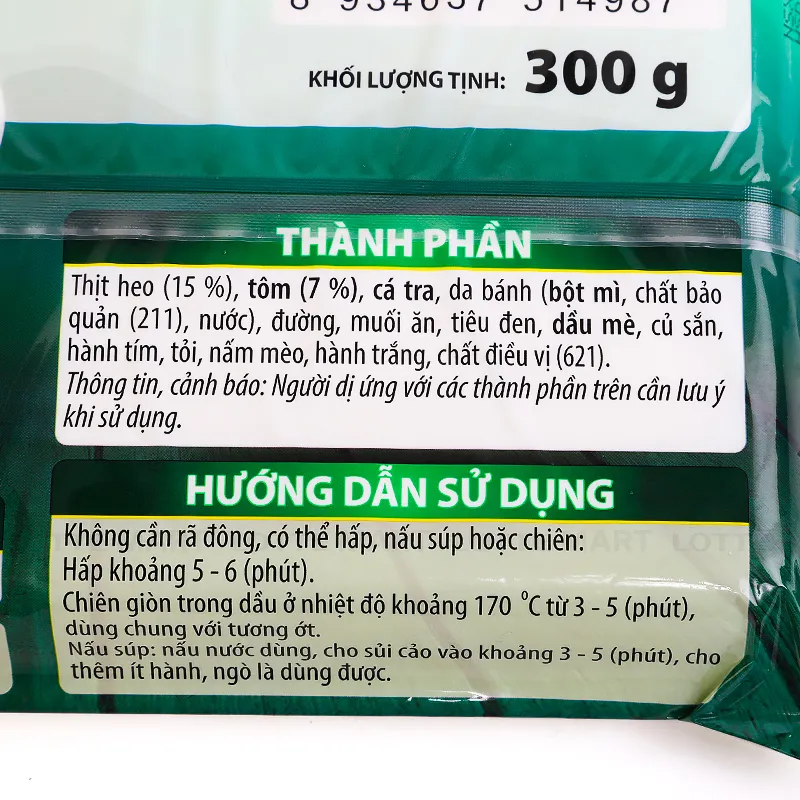 8 934637 514987
KHỐI LƯỢNG TỊNH: 300 g
THÀNH PHẦN
Thịt heo (15 %), tôm (7 %), cá tra, da bánh (bột mì, chất bảo
quản (211), nước), đường, muối ăn, tiêu đen, dầu mè, củ sắn,
hành tím, tỏi, nấm mèo, hành trắng, chất điều vị (621).
Thông tin, cảnh báo: Người dị ứng với các thành phần trên cần lưu ý
khi sử dụng.
HƯỚNG DẪN SỬ DỤNG
Không cần rã đông, có thể hấp, nấu súp hoặc chiên:
Hấp khoảng 5 - 6 (phút).
Chiên giòn trong dầu ở nhiệt độ khoảng 170 ⁰C từ 3 - 5 (phút),
dùng chung với tương ớt.
Nấu súp: nấu nước dùng, cho sủi cảo vào khoảng 3 - 5 (phút), cho
thêm ít hành, ngò là dùng được.